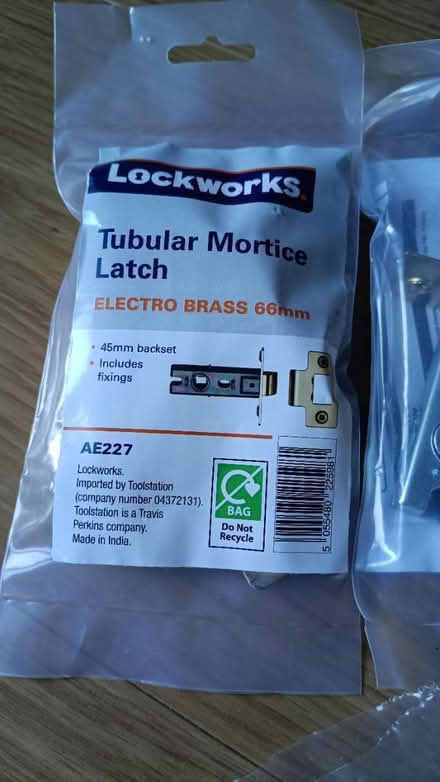 Lockworks.
Tubular Mortice
Latch
ELECTRO BRASS 66mm
• 45mm backset
• Includes
fixings
AE227
Lockworks.
Imported by Toolstation
(company number 04372131).
Toolstation is a Travis
Perkins company.
Made in India.
BAG
Do Not
Recycle